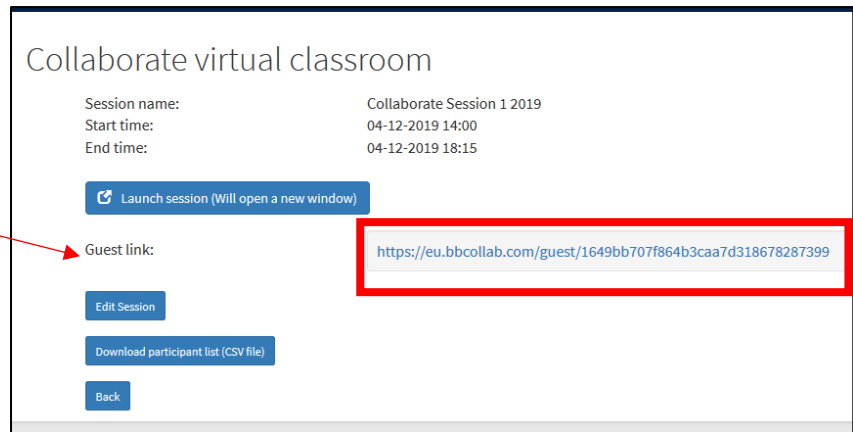 Collaborate virtual classroom
Session name: Collaborate Session 1 2019
Start time: 04-12-2019 14:00
End time: 04-12-2019 18:15
Launch session (Will open a new window)
Guest link: https://eu.bbcollab.com/guest/1649bb707f864b3caa7d318678287399
Edit Session
Download participant list (CSV file)
Back